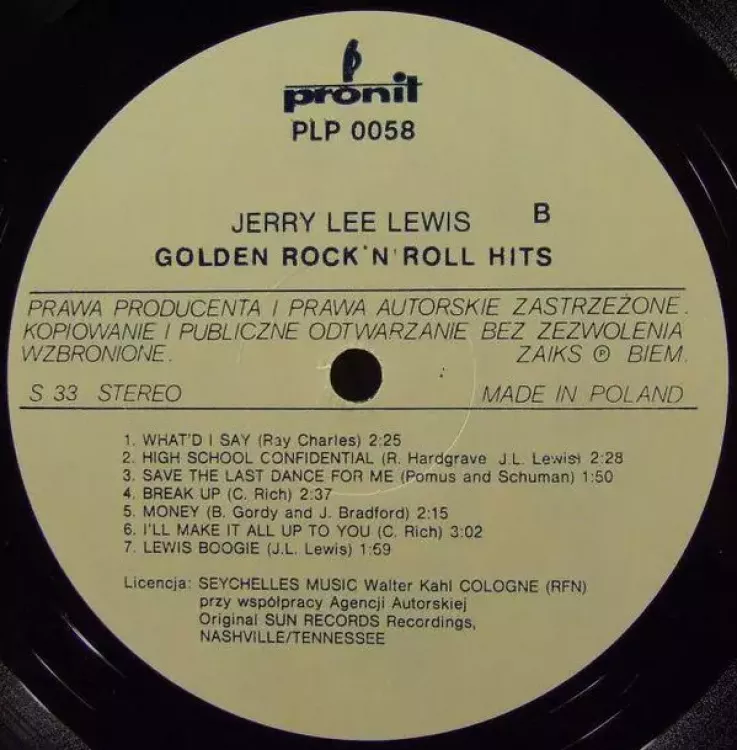 pronit
PLP 0058
B
JERRY LEE LEWIS
GOLDEN ROCK'N'ROLL HITS
PRAWA PRODUCENTA I PRAWA AUTORSKIE ZASTRZEŻONE.
KOPIOWANIE I PUBLICZNE ODTWARZANIE BEZ ZEZWOLENIA
WZBRONIONE. ZAIKS ℗ BIEM.
S 33 STEREO MADE IN POLAND
1. WHAT'D I SAY (Ray Charles) 2:25
2. HIGH SCHOOL CONFIDENTIAL (R. Hardgrave J.L. Lewis) 2:28
3. SAVE THE LAST DANCE FOR ME (Pomus and Schuman) 1:50
4. BREAK UP (C. Rich) 2:37
5. MONEY (B. Gordy and J. Bradford) 2:15
6. I'LL MAKE IT ALL UP TO YOU (C. Rich) 3:02
7. LEWIS BOOGIE (J.L. Lewis) 1:59
Licencja: SEYCHELLES MUSIC Walter Kahl COLOGNE (RFN)
przy współpracy Agencji Autorskiej
Original SUN RECORDS Recordings,
NASHVILLE/TENNESSEE